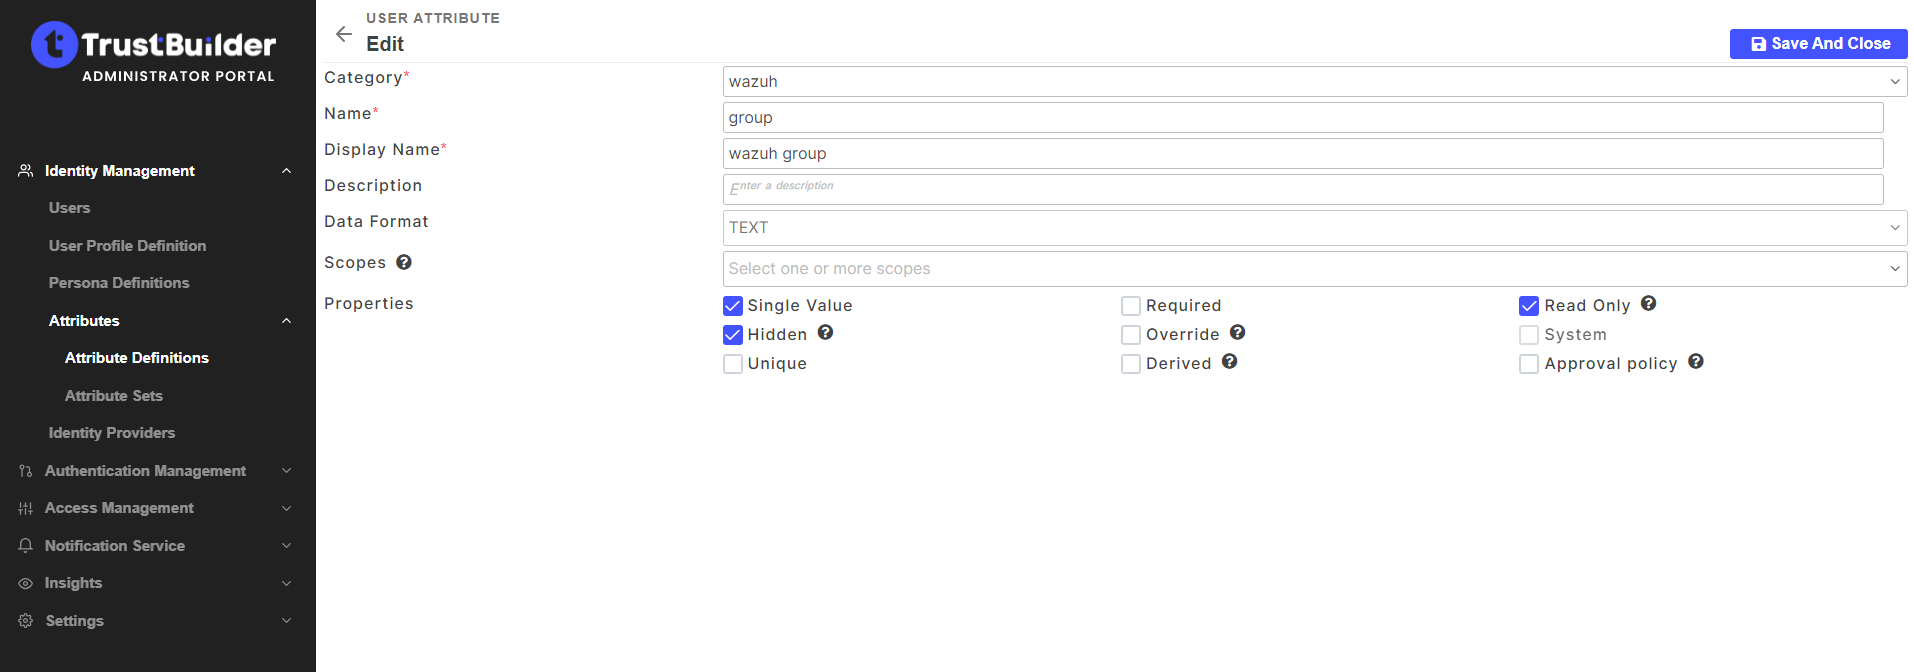 TrustBuilder
ADMINISTRATOR PORTAL
Identity Management
Users
User Profile Definition
Persona Definitions
Attributes
Attribute Definitions
Attribute Sets
Identity Providers
Authentication Management
Access Management
Notification Service
Insights
Settings
USER ATTRIBUTE
Edit
Save And Close
Category*
wazuh
Name*
group
Display Name*
wazuh group
Description
Enter a description
Data Format
TEXT
Scopes ?
Select one or more scopes
Properties
Single Value
Required
Read Only ?
Hidden ?
Override ?
System
Unique
Derived ?
Approval policy ?